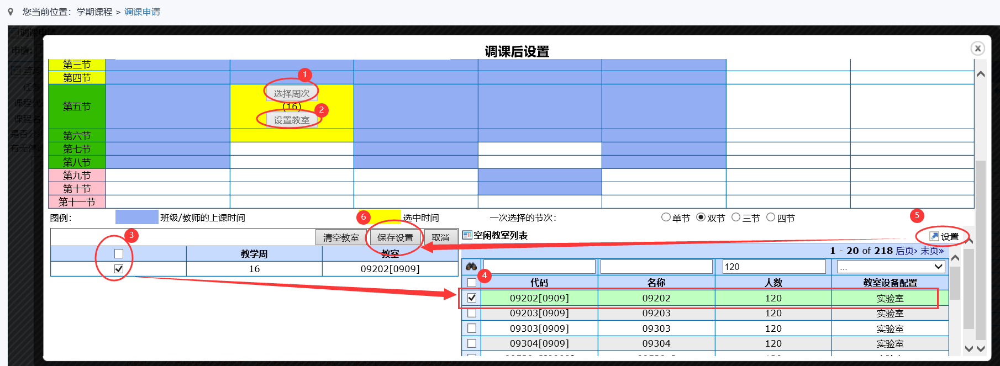 您当前位置：学期课程 > 调课申请
调课后设置
第三节
第四节
1
选择周次
第五节
(16)
2
设置教室
第六节
第七节
第八节
第九节
第十节
第十一节
图例：
班级/教师的上课时间
6
选中时间
一次选择的节次：
单节 双节 三节 四节
5
3
清空教室 保存设置 取消
教学周 教室
16 09202[0909]
空闲教室列表
设置
1 - 20 of 218 后页› 末页»
120 ...
4
代码 名称 人数 教室设备配置
09202[0909] 09202 120 实验室
09203[0909] 09203 120 实验室
09303[0909] 09303 120 实验室
09304[0909] 09304 120 实验室